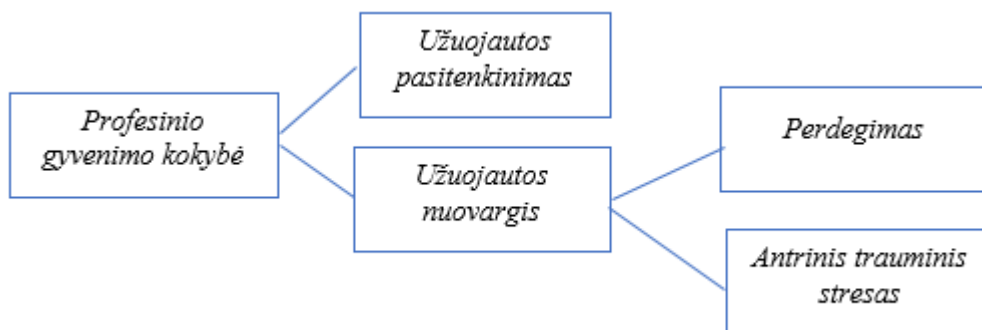 Užuojautos
pasitenkinimas
Profesinio
gyvenimo kokybė
Užuojautos
nuovargis
Perdegimas
Antrinis trauminis
stresas